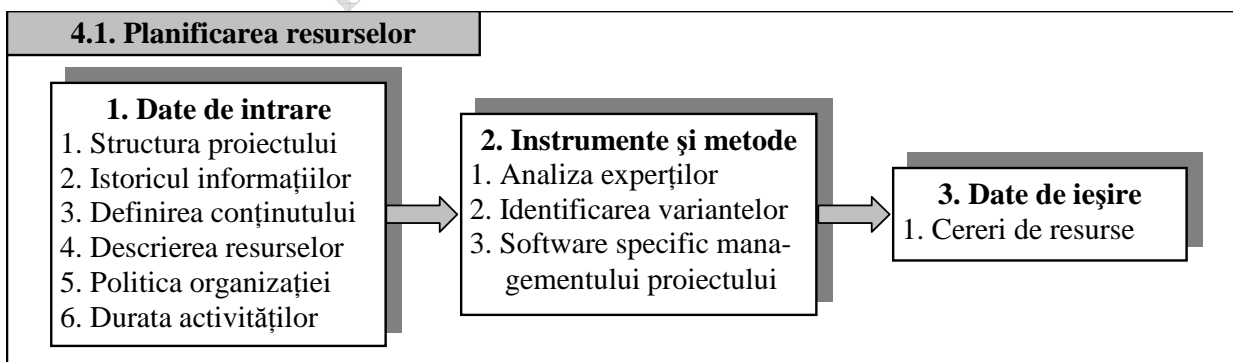 4.1. Planificarea resurselor
1. Date de intrare
1. Structura proiectului
2. Istoricul informațiilor
3. Definirea conținutului
4. Descrierea resurselor
5. Politica organizației
6. Durata activităților
2. Instrumente şi metode
1. Analiza experților
2. Identificarea variantelor
3. Software specific mana-
gementului proiectului
3. Date de ieşire
1. Cereri de resurse